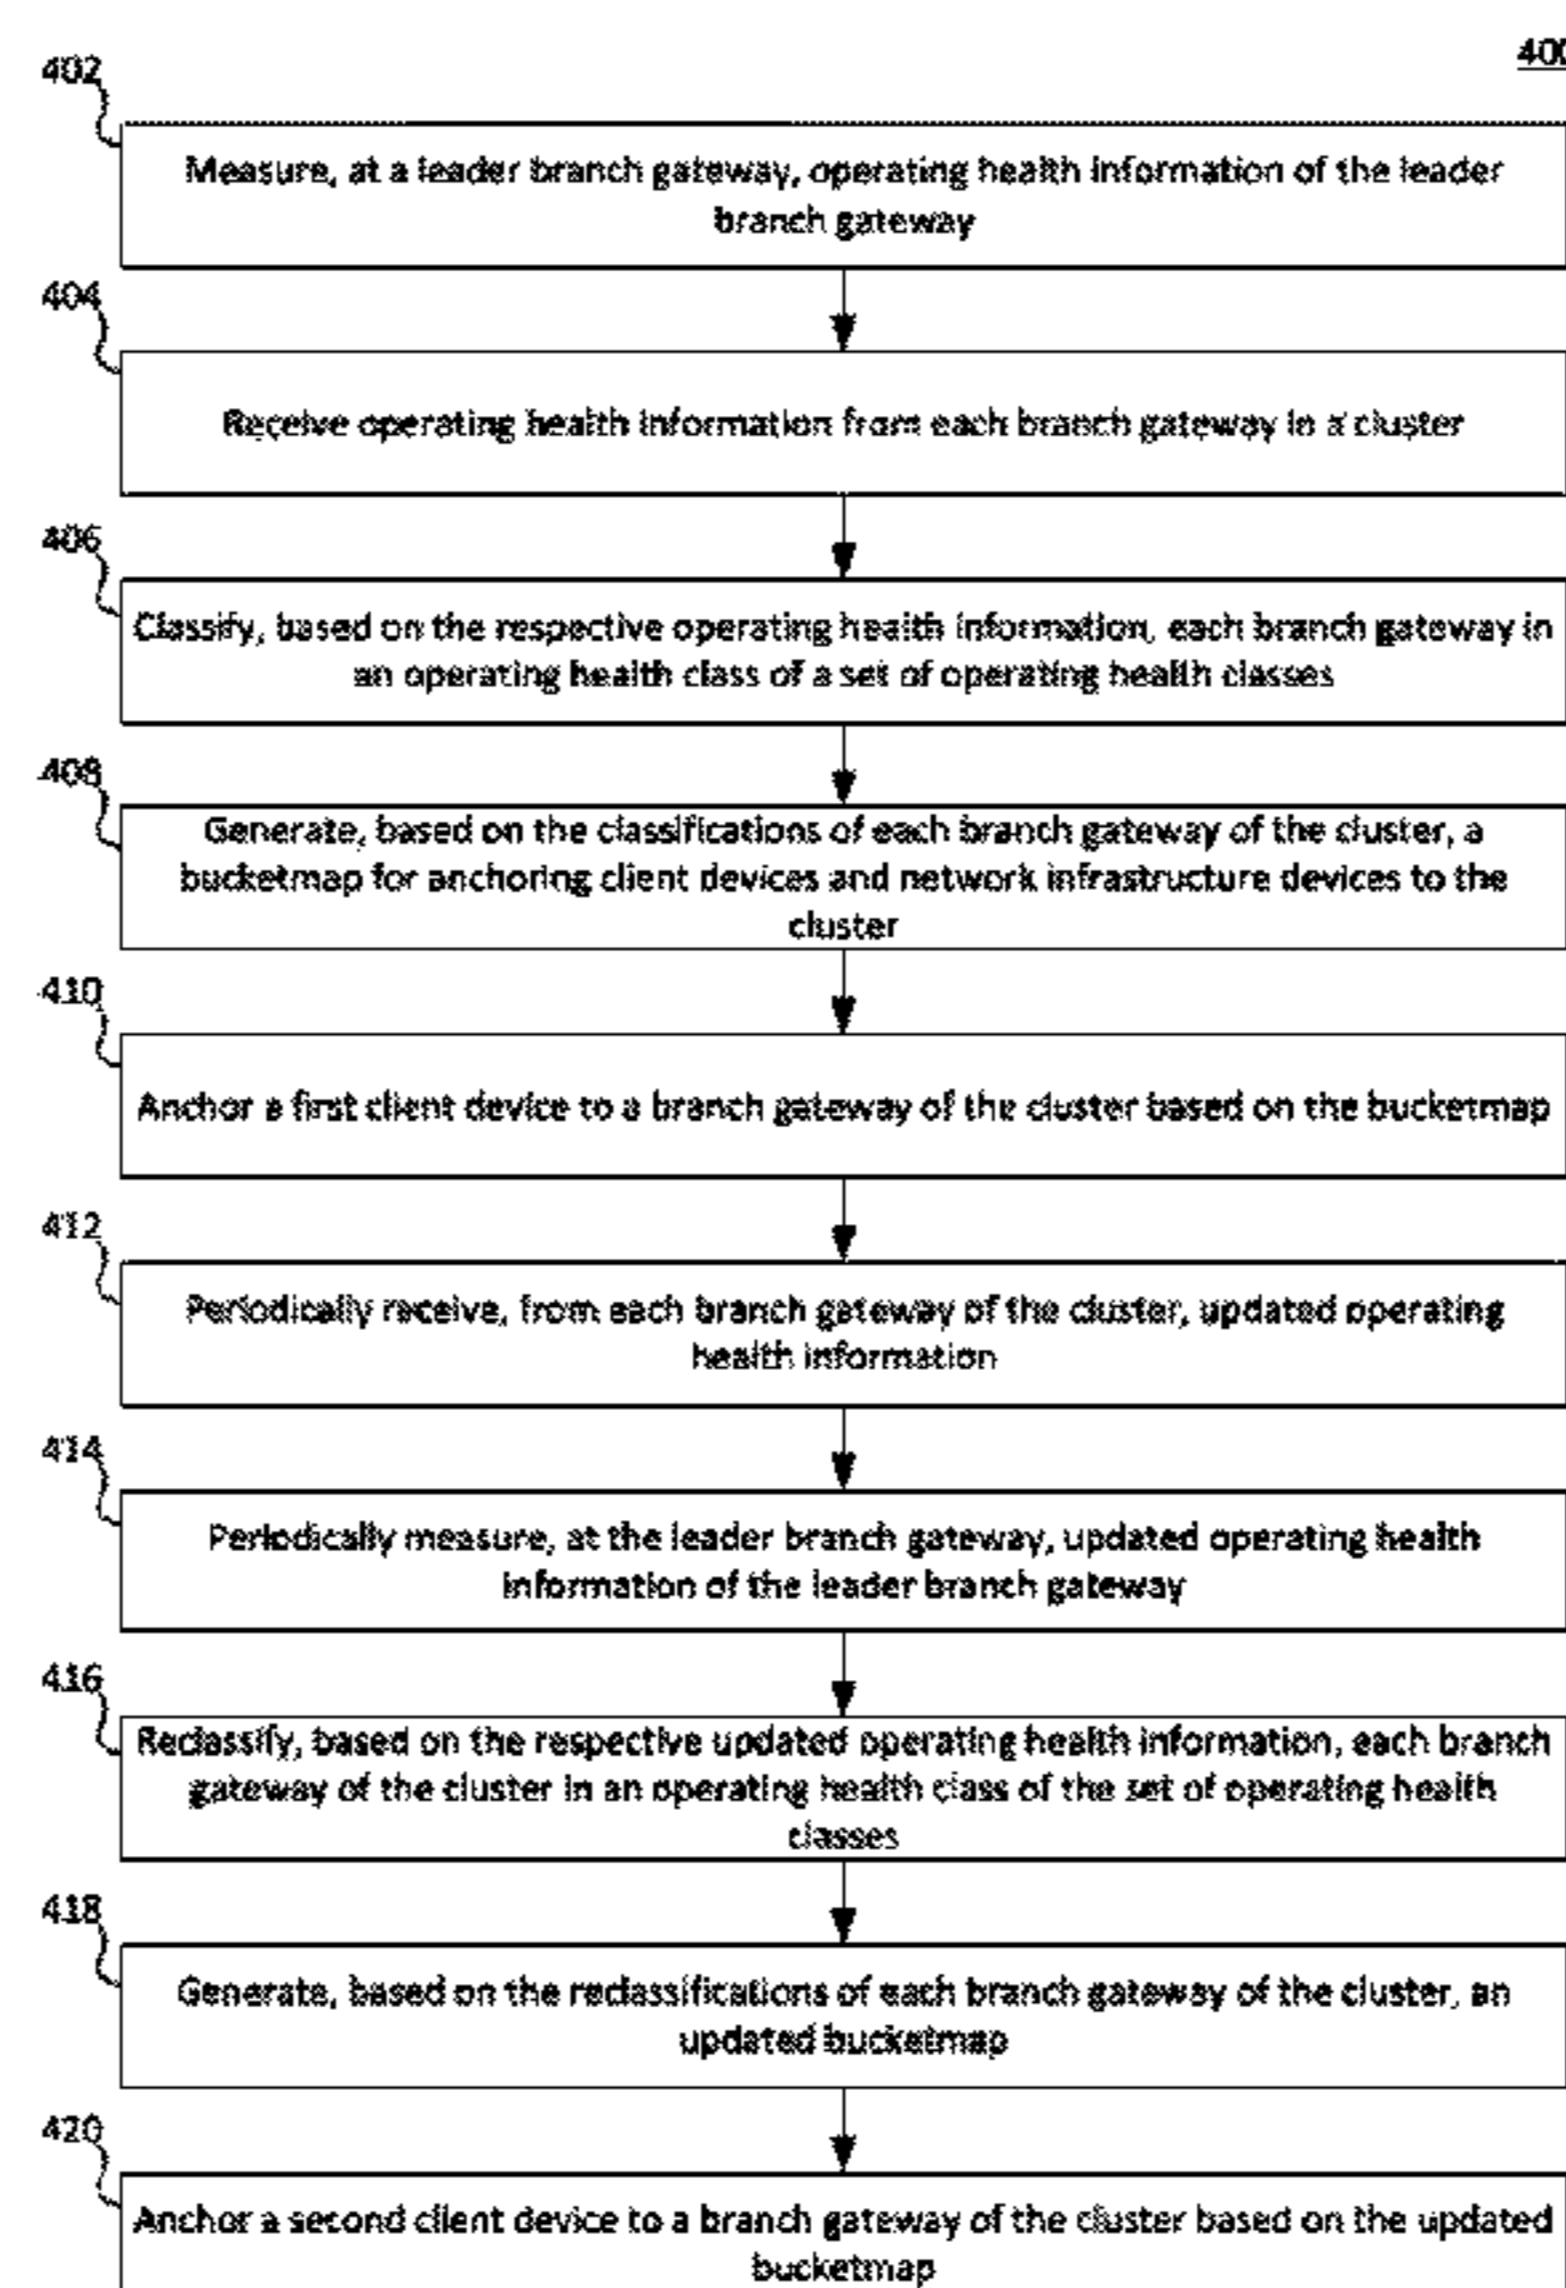 400
402
Measure, at a leader branch gateway, operating health information of the leader
branch gateway
404
Receive operating health information from each branch gateway in a cluster
406
Classify, based on the respective operating health information, each branch gateway in
an operating health class of a set of operating health classes
408
Generate, based on the classifications of each branch gateway of the cluster, a
bucketmap for anchoring client devices and network infrastructure devices to the
cluster
410
Anchor a first client device to a branch gateway of the cluster based on the bucketmap
412
Periodically receive, from each branch gateway of the cluster, updated operating
health information
414
Periodically measure, at the leader branch gateway, updated operating health
information of the leader branch gateway
416
Reclassify, based on the respective updated operating health information, each branch
gateway of the cluster in an operating health class of the set of operating health
classes
418
Generate, based on the reclassifications of each branch gateway of the cluster, an
updated bucketmap
420
Anchor a second client device to a branch gateway of the cluster based on the updated
bucketmap